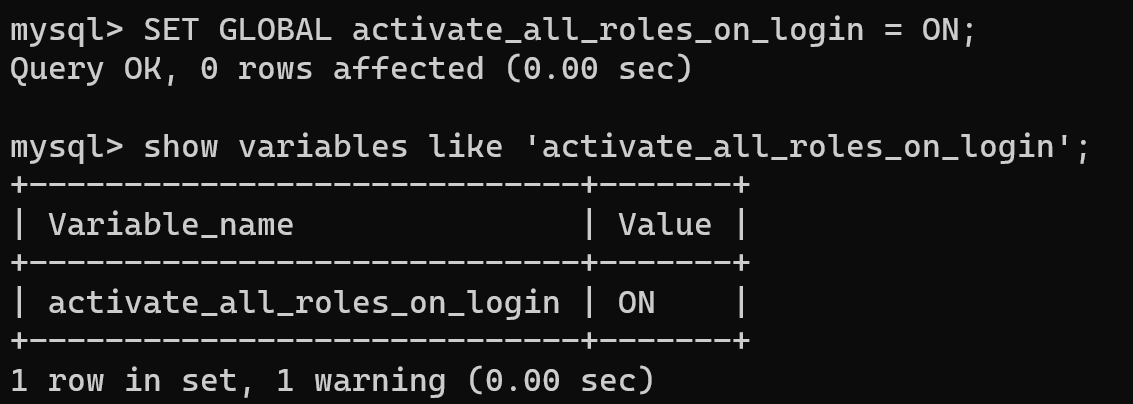 mysql> SET GLOBAL activate_all_roles_on_login = ON;
Query OK, 0 rows affected (0.00 sec)
mysql> show variables like 'activate_all_roles_on_login';
+-----------------------------+-------+
| Variable_name               | Value |
+-----------------------------+-------+
| activate_all_roles_on_login | ON    |
+-----------------------------+-------+
1 row in set, 1 warning (0.00 sec)